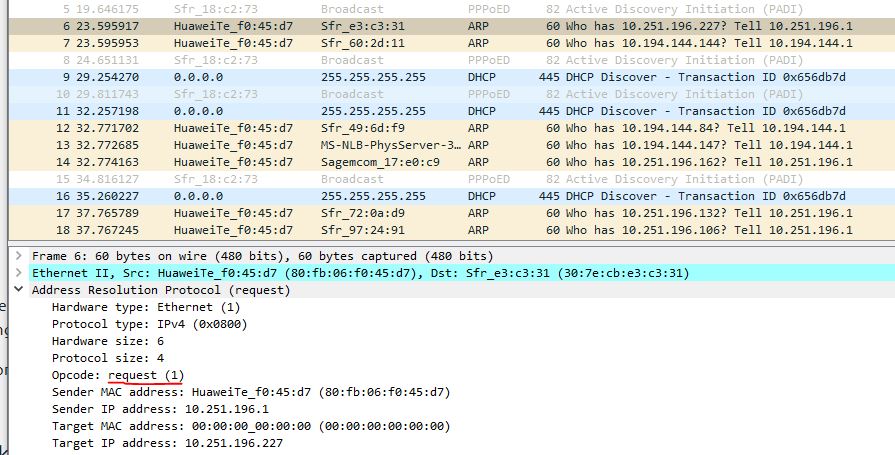 5 19.646175 Sfr_18:c2:73 Broadcast PPPoED 82 Active Discovery Initiation (PADI)
6 23.595917 HuaweiTe_f0:45:d7 Sfr_e3:c3:31 ARP 60 Who has 10.251.196.227? Tell 10.251.196.1
7 23.595953 HuaweiTe_f0:45:d7 Sfr_60:2d:11 ARP 60 Who has 10.194.144.144? Tell 10.194.144.1
8 24.651131 Sfr_18:c2:73 Broadcast PPPoED 82 Active Discovery Initiation (PADI)
9 29.254270 0.0.0.0 255.255.255.255 DHCP 445 DHCP Discover - Transaction ID 0x656db7d
10 29.811743 Sfr_18:c2:73 Broadcast PPPoED 82 Active Discovery Initiation (PADI)
11 32.257198 0.0.0.0 255.255.255.255 DHCP 445 DHCP Discover - Transaction ID 0x656db7d
12 32.771702 HuaweiTe_f0:45:d7 Sfr_49:6d:f9 ARP 60 Who has 10.194.144.84? Tell 10.194.144.1
13 32.772685 HuaweiTe_f0:45:d7 MS-NLB-PhysServer-3… ARP 60 Who has 10.194.144.147? Tell 10.194.144.1
14 32.774163 HuaweiTe_f0:45:d7 Sagemcom_17:e0:c9 ARP 60 Who has 10.251.196.162? Tell 10.251.196.1
15 34.816127 Sfr_18:c2:73 Broadcast PPPoED 82 Active Discovery Initiation (PADI)
16 35.260227 0.0.0.0 255.255.255.255 DHCP 445 DHCP Discover - Transaction ID 0x656db7d
17 37.765789 HuaweiTe_f0:45:d7 Sfr_72:0a:d9 ARP 60 Who has 10.251.196.132? Tell 10.251.196.1
18 37.767245 HuaweiTe_f0:45:d7 Sfr_97:24:91 ARP 60 Who has 10.251.196.106? Tell 10.251.196.1
Frame 6: 60 bytes on wire (480 bits), 60 bytes captured (480 bits)
Ethernet II, Src: HuaweiTe_f0:45:d7 (80:fb:06:f0:45:d7), Dst: Sfr_e3:c3:31 (30:7e:cb:e3:c3:31)
Address Resolution Protocol (request)
Hardware type: Ethernet (1)
Protocol type: IPv4 (0x0800)
Hardware size: 6
Protocol size: 4
Opcode: request (1)
Sender MAC address: HuaweiTe_f0:45:d7 (80:fb:06:f0:45:d7)
Sender IP address: 10.251.196.1
Target MAC address: 00:00:00_00:00:00 (00:00:00:00:00:00)
Target IP address: 10.251.196.227